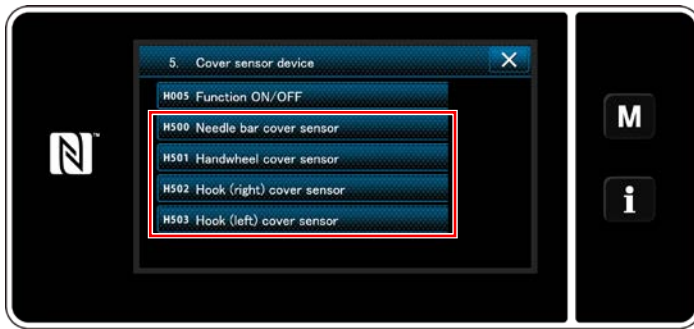 5. Cover sensor device
H005 Function ON/OFF
H500 Needle bar cover sensor
H501 Handwheel cover sensor
H502 Hook (right) cover sensor
H503 Hook (left) cover sensor
M
i
N